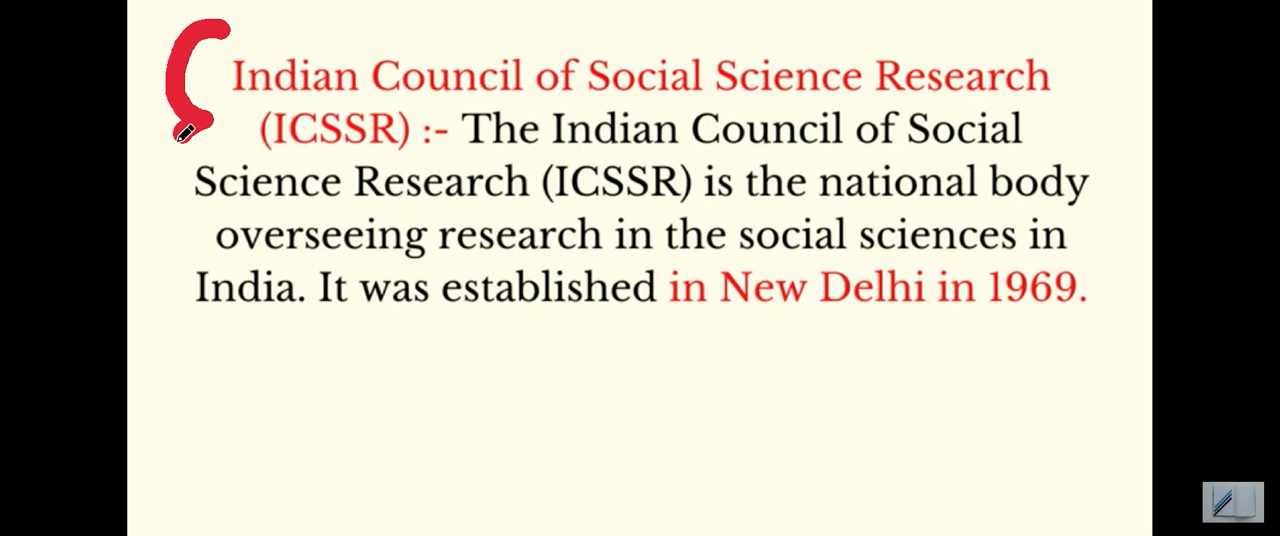 Indian Council of Social Science Research
(ICSSR) :- The Indian Council of Social
Science Research (ICSSR) is the national body
overseeing research in the social sciences in
India. It was established in New Delhi in 1969.